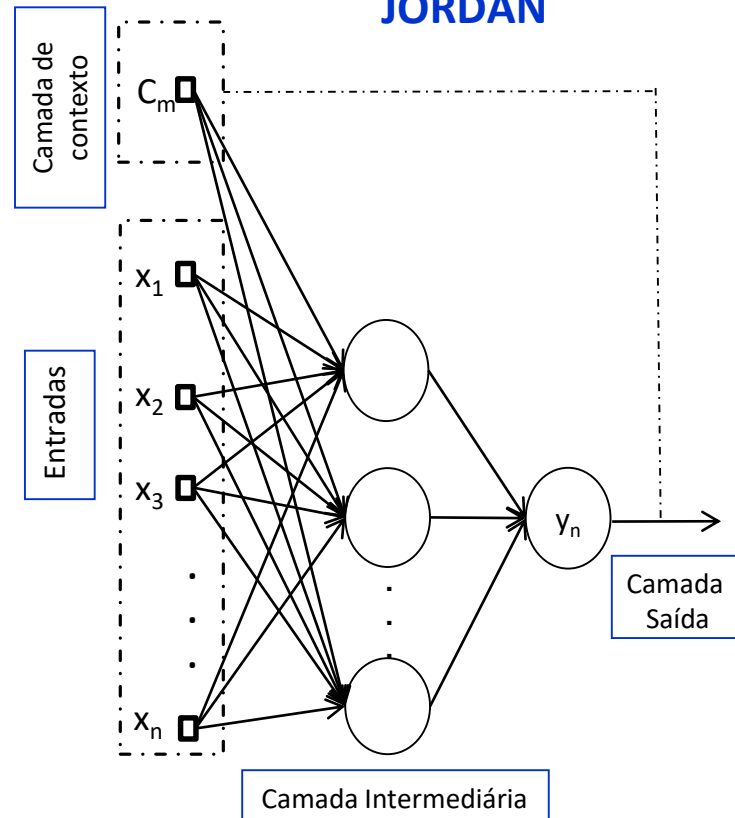 JORDAN
Camada de
contexto
Cm
Entradas
x1
x2
x3
.
.
.
xn
.
.
.
yn
Camada
Saída
Camada Intermediária